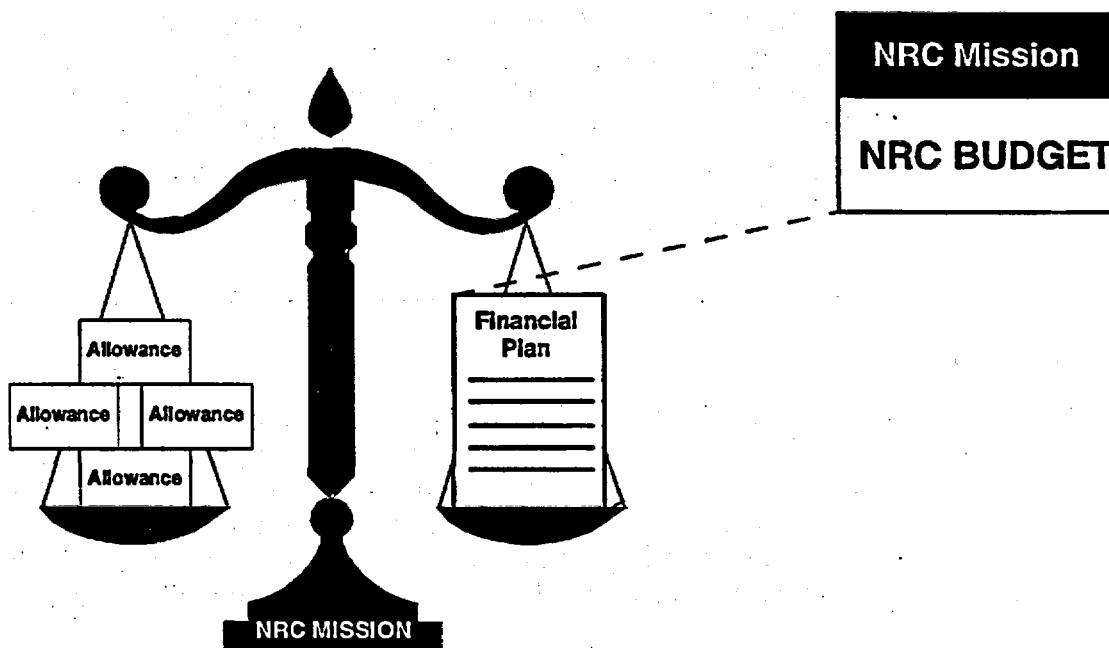 NRC Mission
NRC BUDGET
Financial
Plan
Allowance
Allowance Allowance
Allowance
NRC MISSION